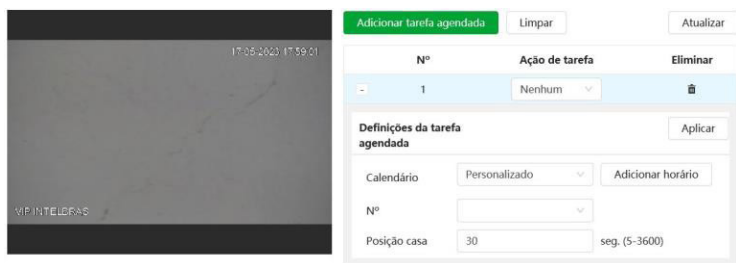 17-05-2023 17:59:01
VIP INTELBRAS
Adicionar tarefa agendada Limpar Atualizar
Nº Ação de tarefa Eliminar
- 1 Nenhum
Definições da tarefa
agendada
Aplicar
Calendário Personalizado Adicionar horário
Nº
Posição casa 30 seg. (5-3600)